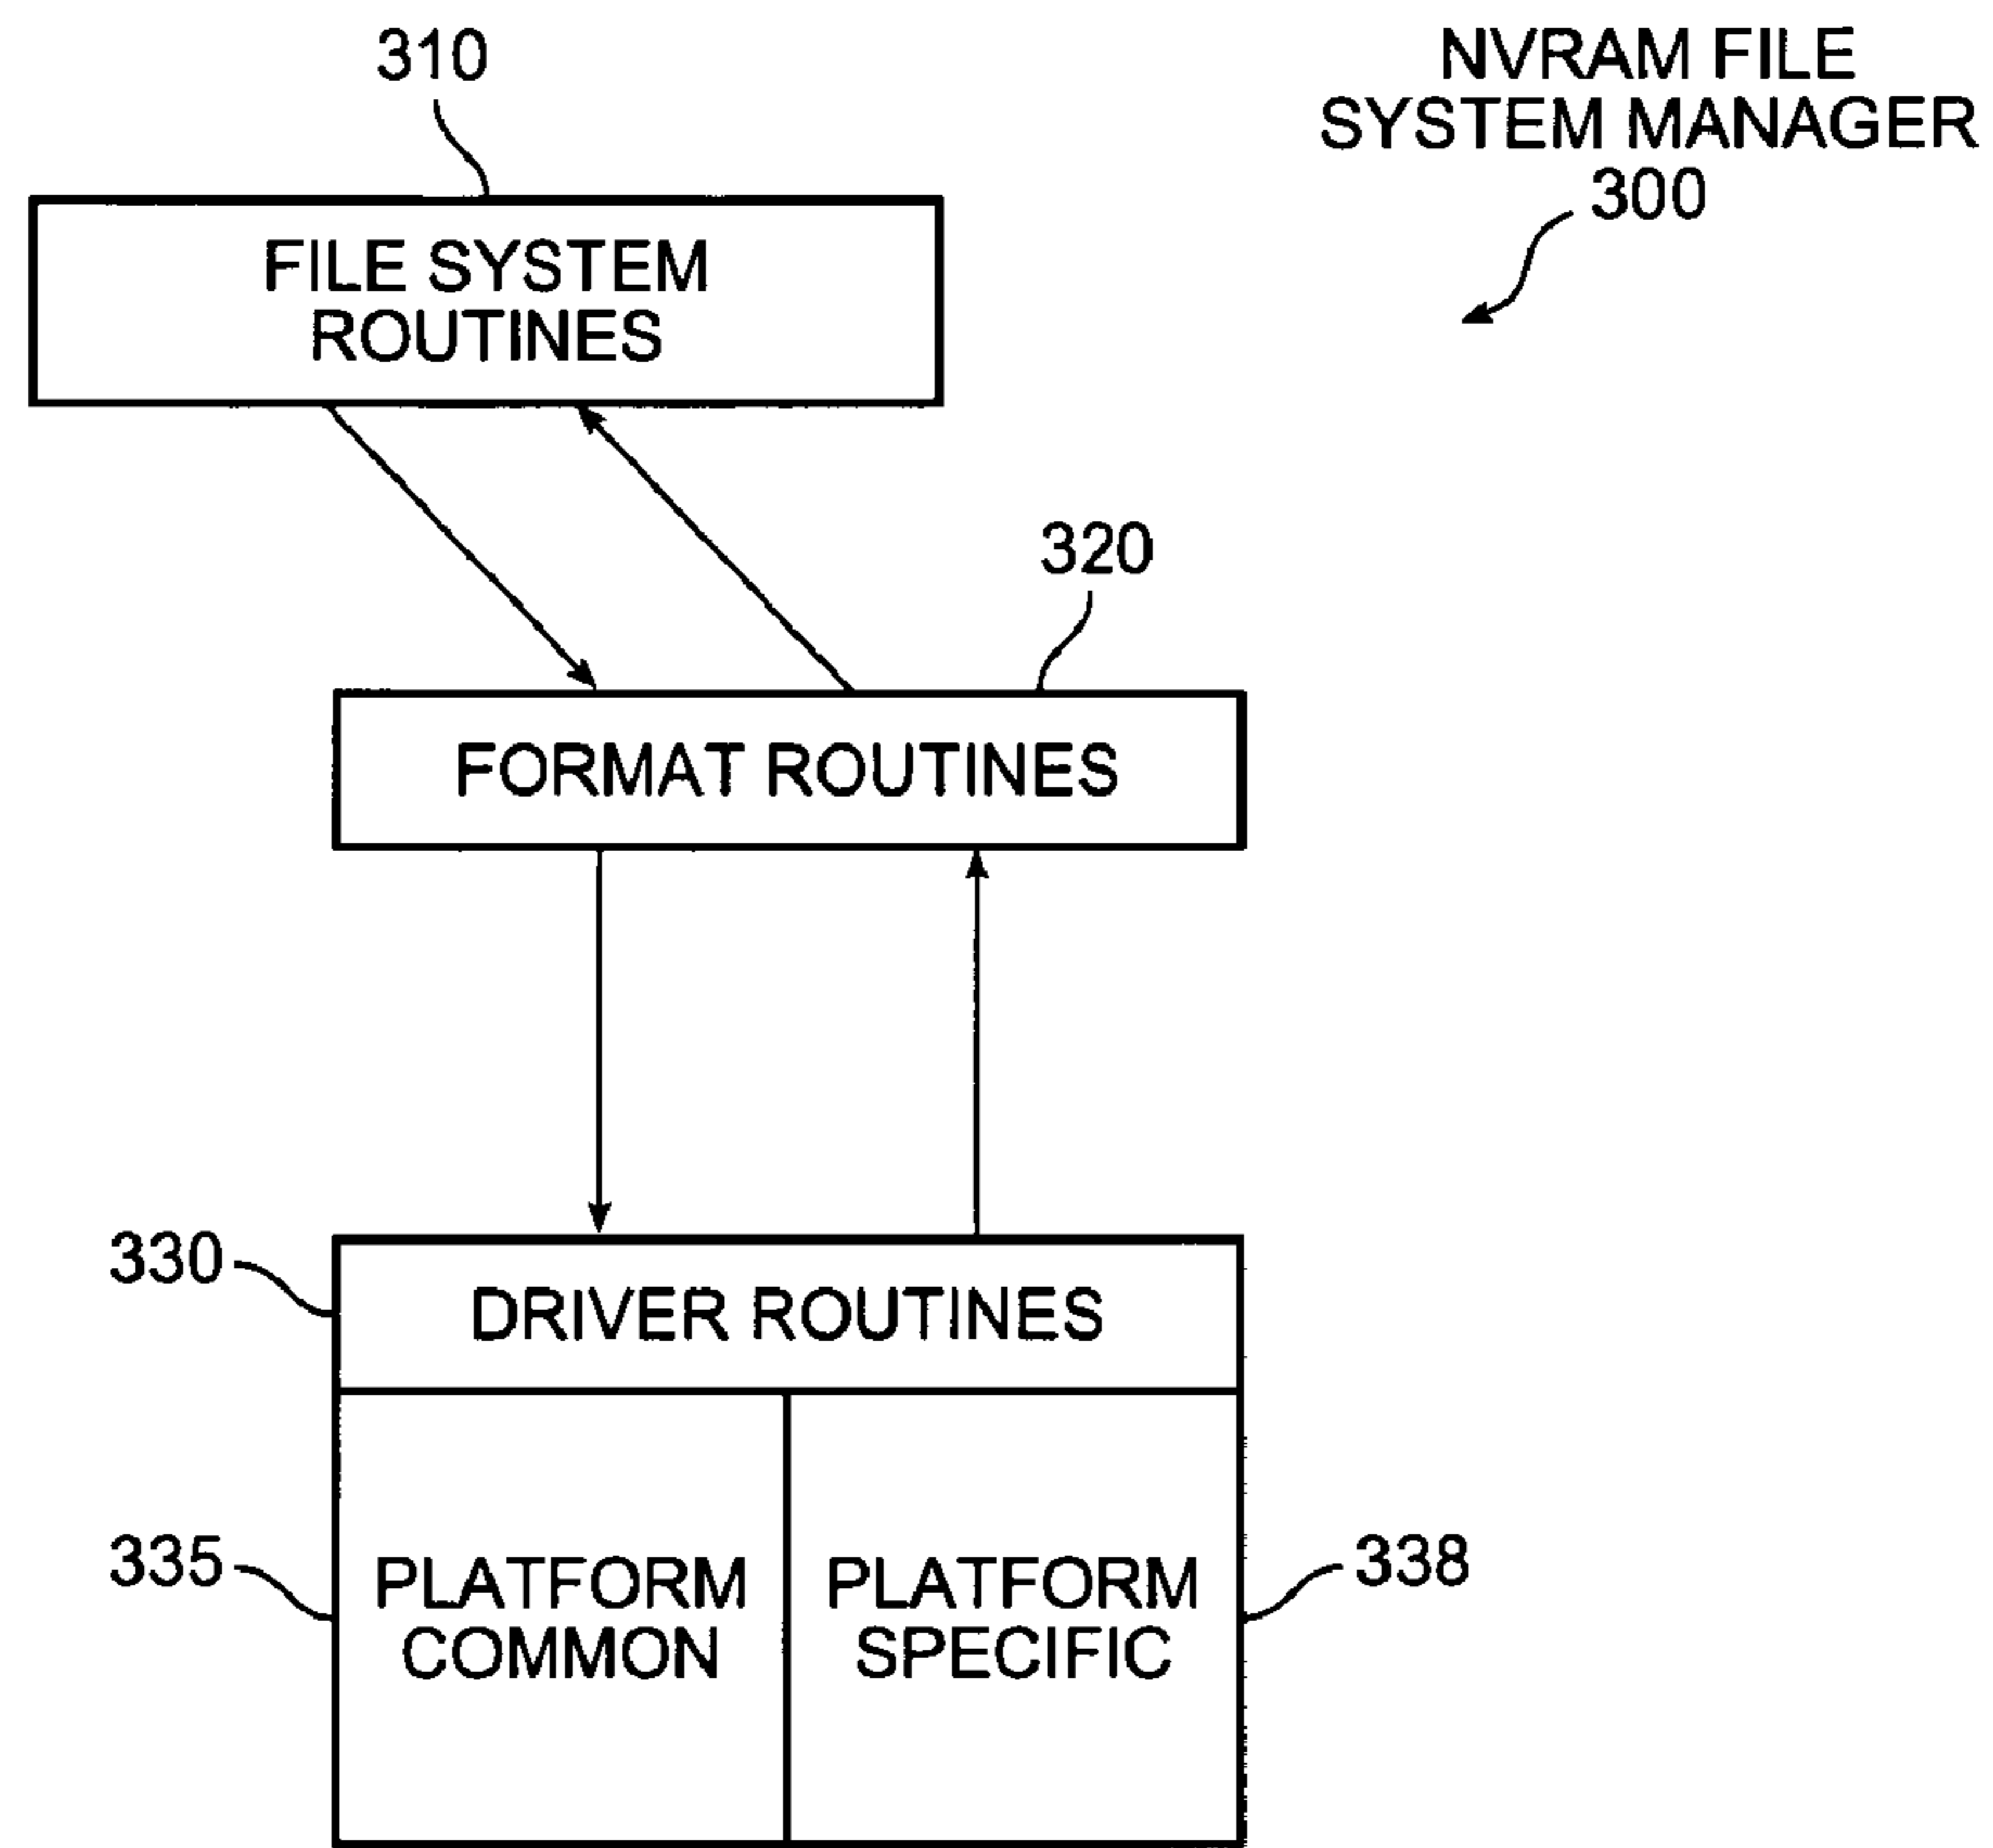 310
NVRAM FILE
SYSTEM MANAGER
300
FILE SYSTEM
ROUTINES
320
FORMAT ROUTINES
330
DRIVER ROUTINES
335
PLATFORM
COMMON
PLATFORM
SPECIFIC
338